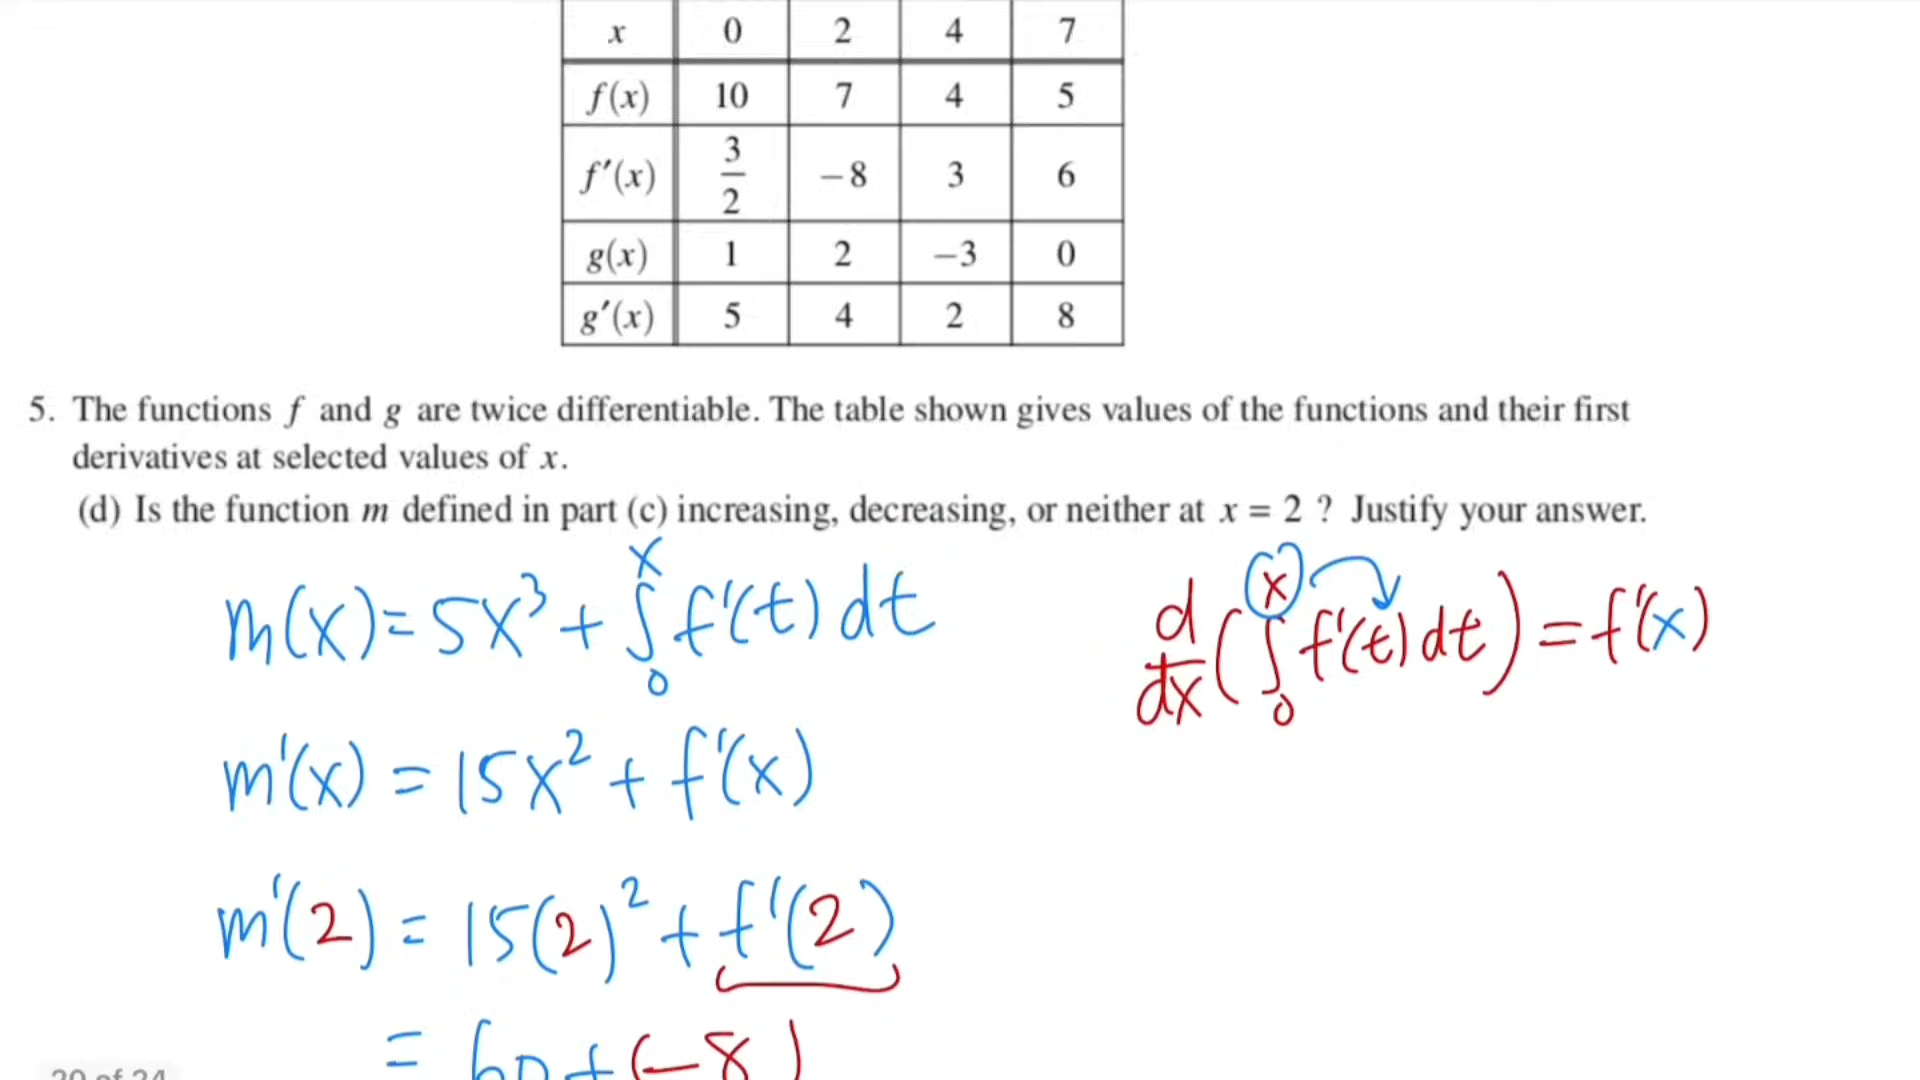 x 0 2 4 7
f(x) 10 7 4 5
f′(x) 3/2 −8 3 6
g(x) 1 2 −3 0
g′(x) 5 4 2 8
5. The functions f and g are twice differentiable. The table shown gives values of the functions and their first
derivatives at selected values of x.
(d) Is the function m defined in part (c) increasing, decreasing, or neither at x = 2 ? Justify your answer.
m(x) = 5x³ + ∫₀ˣ f'(t) dt
d/dx (∫₀ˣ f'(t) dt) = f'(x)
m'(x) = 15x² + f'(x)
m'(2) = 15(2)² + f'(2)
= 60 + (-8)
20 of 24